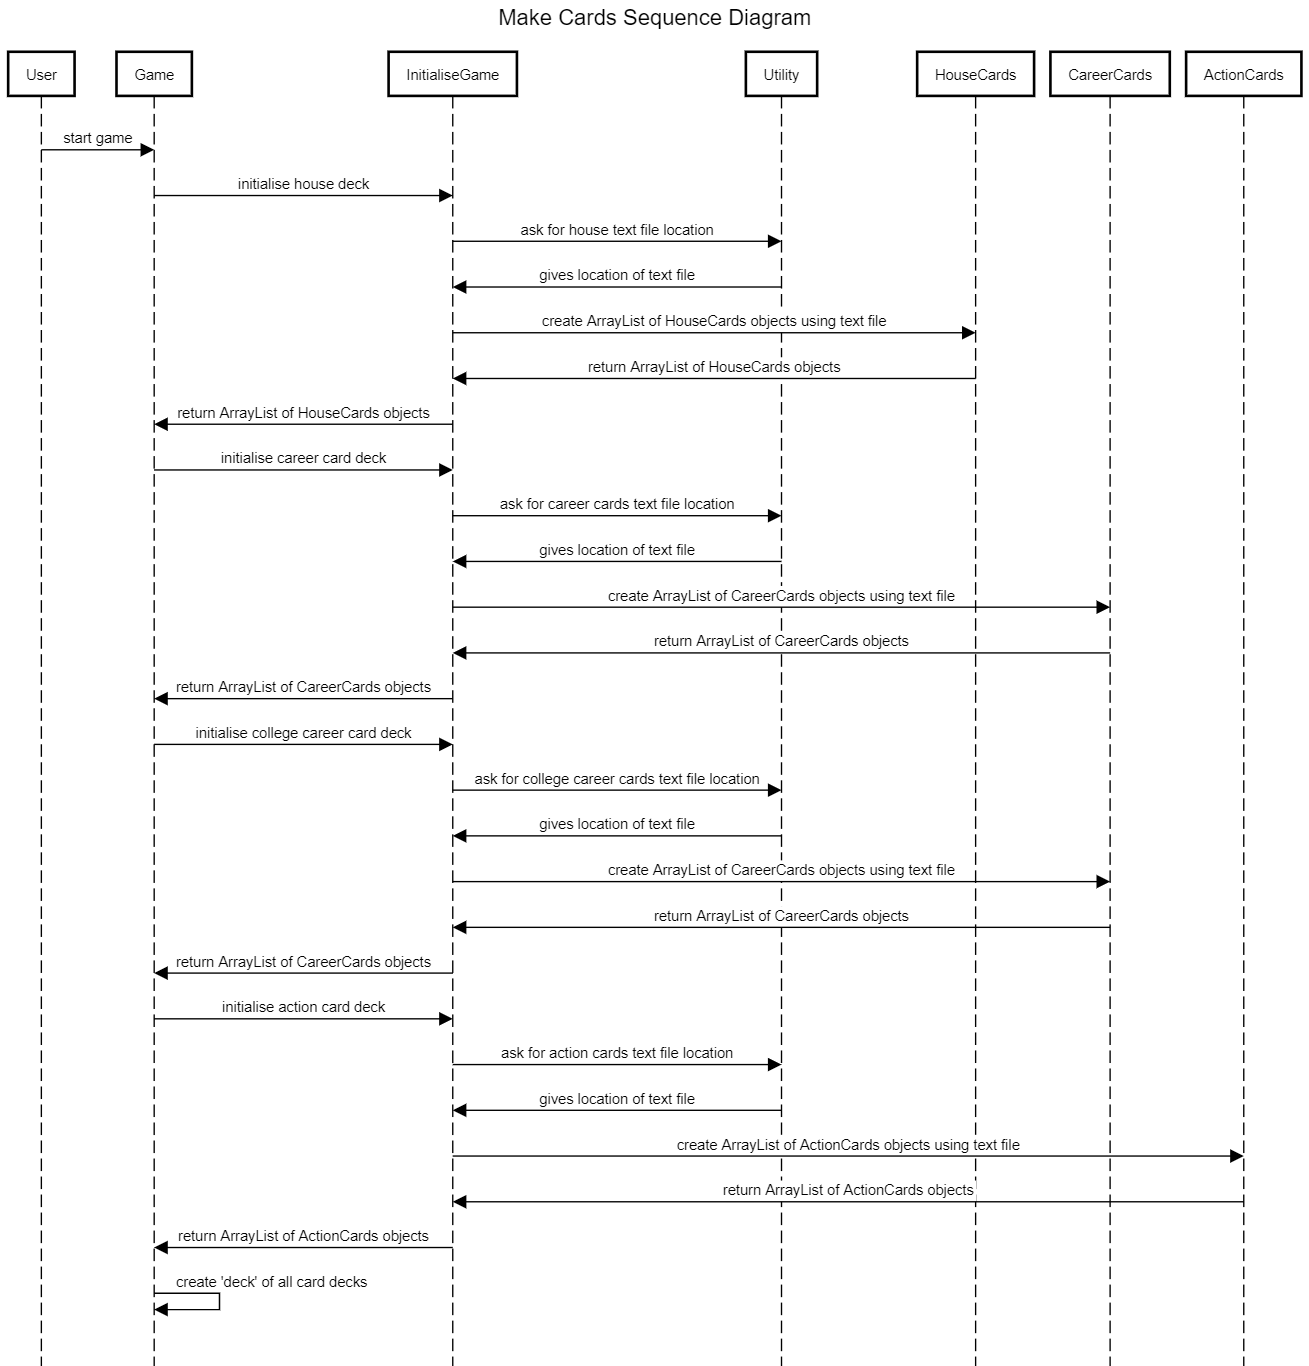 Make Cards Sequence Diagram
User
Game
InitialiseGame
Utility
HouseCards
CareerCards
ActionCards
start game
initialise house deck
ask for house text file location
gives location of text file
create ArrayList of HouseCards objects using text file
return ArrayList of HouseCards objects
return ArrayList of HouseCards objects
initialise career card deck
ask for career cards text file location
gives location of text file
create ArrayList of CareerCards objects using text file
return ArrayList of CareerCards objects
return ArrayList of CareerCards objects
initialise college career card deck
ask for college career cards text file location
gives location of text file
create ArrayList of CareerCards objects using text file
return ArrayList of CareerCards objects
return ArrayList of CareerCards objects
initialise action card deck
ask for action cards text file location
gives location of text file
create ArrayList of ActionCards objects using text file
return ArrayList of ActionCards objects
return ArrayList of ActionCards objects
create 'deck' of all card decks